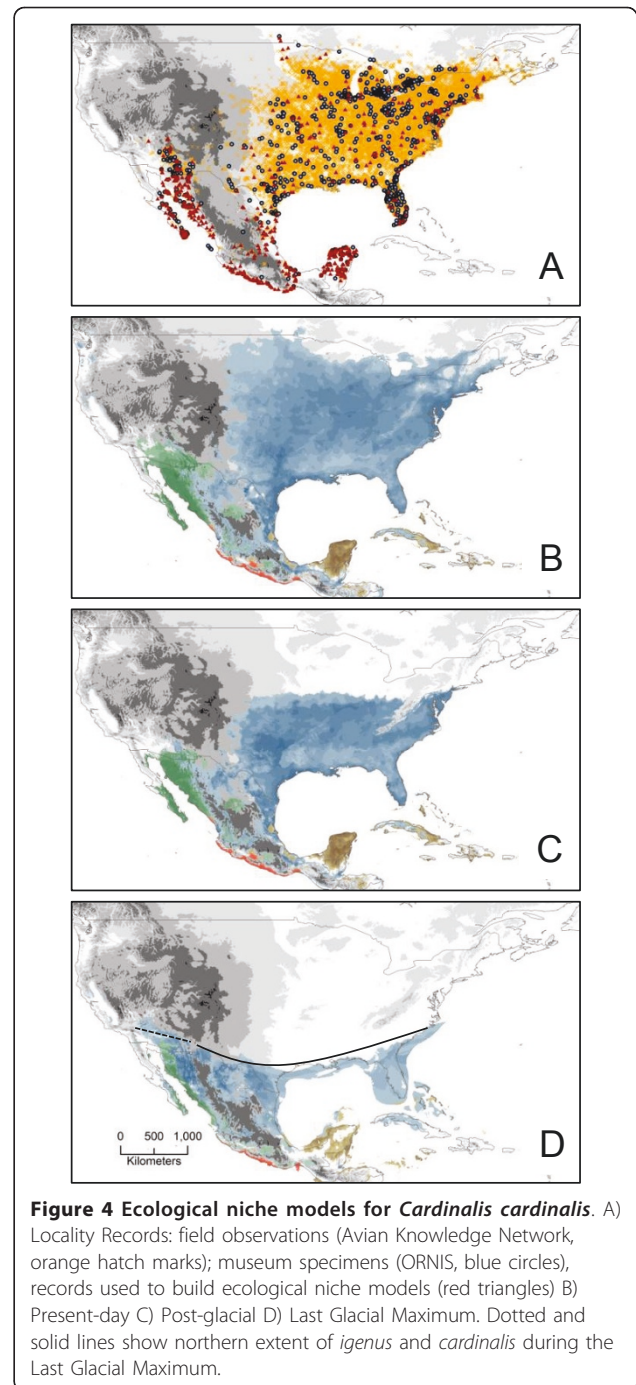 A
B
C
D
0 500 1,000
Kilometers
Figure 4 Ecological niche models for Cardinalis cardinalis. A)
Locality Records: field observations (Avian Knowledge Network,
orange hatch marks); museum specimens (ORNIS, blue circles),
records used to build ecological niche models (red triangles) B)
Present-day C) Post-glacial D) Last Glacial Maximum. Dotted and
solid lines show northern extent of igenus and cardinalis during the
Last Glacial Maximum.